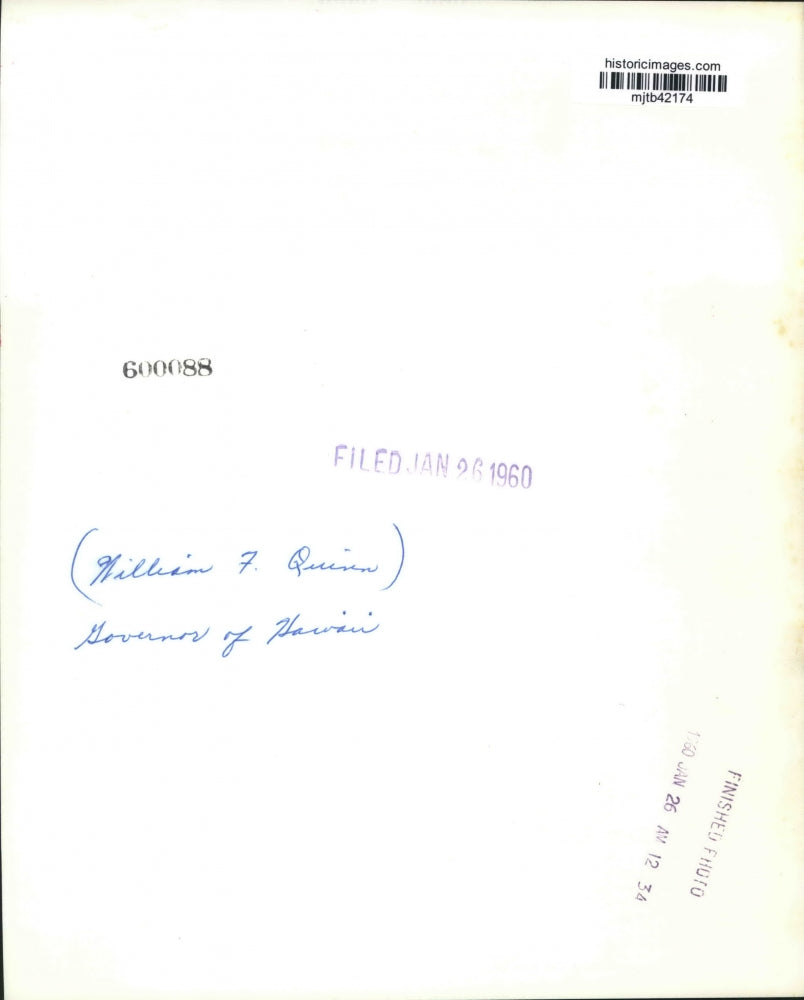 historicimages.com
mjtb42174
600088
FILED JAN 26 1960
(William F. Quinn)
Governor of Hawaii
FINISHED PHOTO
1960 JAN 26 AM 12 34